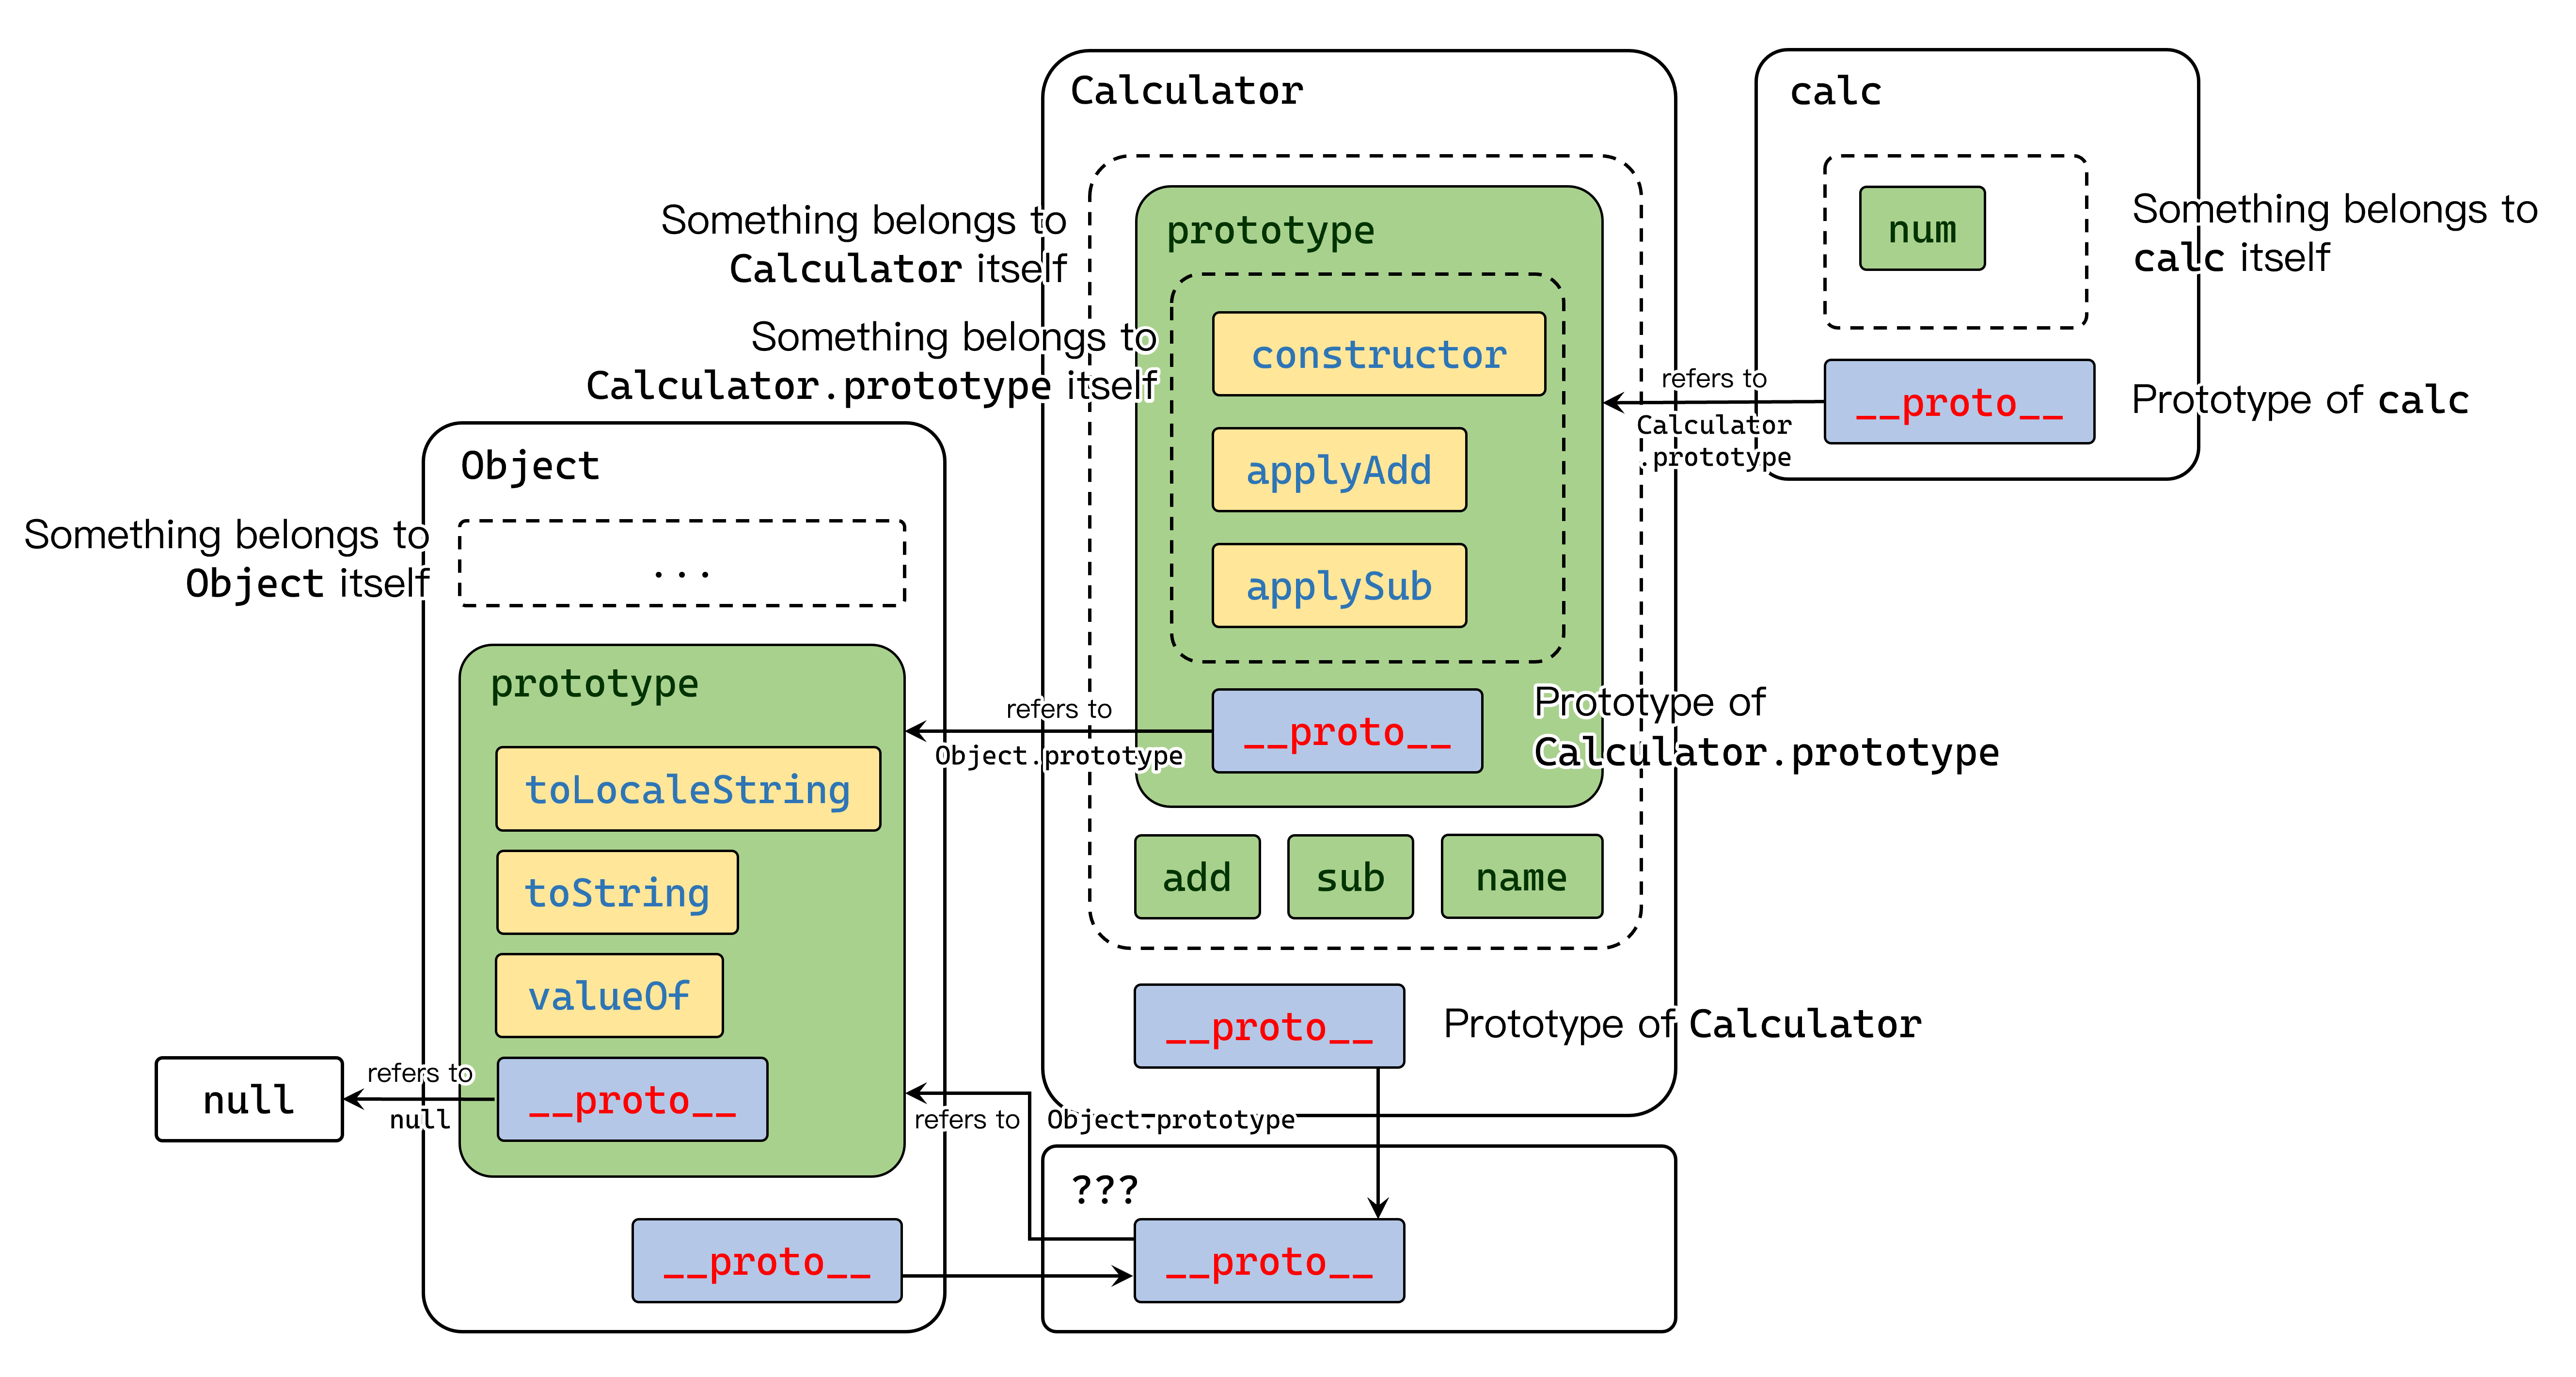 Calculator
calc
prototype
num
Something belongs to
Calculator itself
Something belongs to
calc itself
Something belongs to
Calculator.prototype itself
constructor
refers to
Calculator
.prototype
__proto__
Prototype of calc
applyAdd
applySub
Object
Something belongs to
Object itself
...
prototype
toLocaleString
toString
valueOf
refers to
Object.prototype
__proto__
Prototype of
Calculator.prototype
add
sub
name
__proto__
Prototype of Calculator
null
refers to
null
__proto__
refers to
Object.prototype
???
__proto__
__proto__